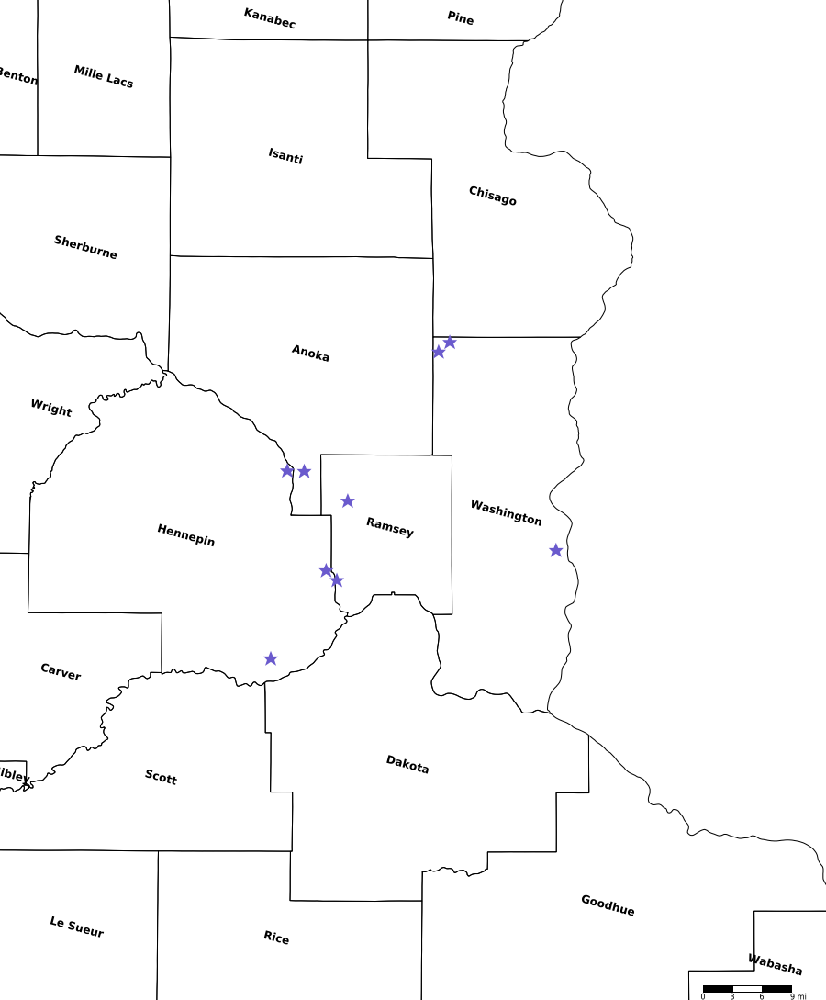 Kanabec
Pine
Benton
Mille Lacs
Isanti
Chisago
Sherburne
Anoka
Wright
Washington
Hennepin
Ramsey
Carver
Dakota
Scott
ibley
Goodhue
Le Sueur
Rice
Wabasha
0 3 6 9 mi